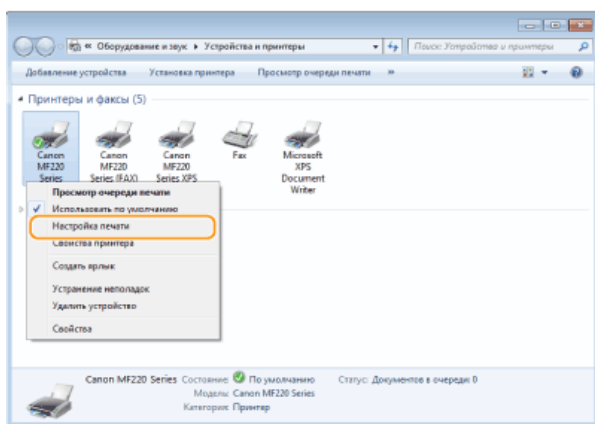 « Оборудование и звук ▸ Устройства и принтеры
Поиск: Устройства и принтеры
Добавление устройства Установка принтера Просмотр очереди печати »
Принтеры и факсы (5)
Canon MF220 Series
Canon MF220 Series (FAX)
Canon MF220 Series XPS
Fax
Microsoft XPS Document Writer
Просмотр очереди печати
Использовать по умолчанию
Настройка печати
Свойства принтера
Создать ярлык
Устранение неполадок
Удалить устройство
Свойства
Canon MF220 Series Состояние: По умолчанию Статус: Документов в очереди: 0
Модель: Canon MF220 Series
Категория: Принтер